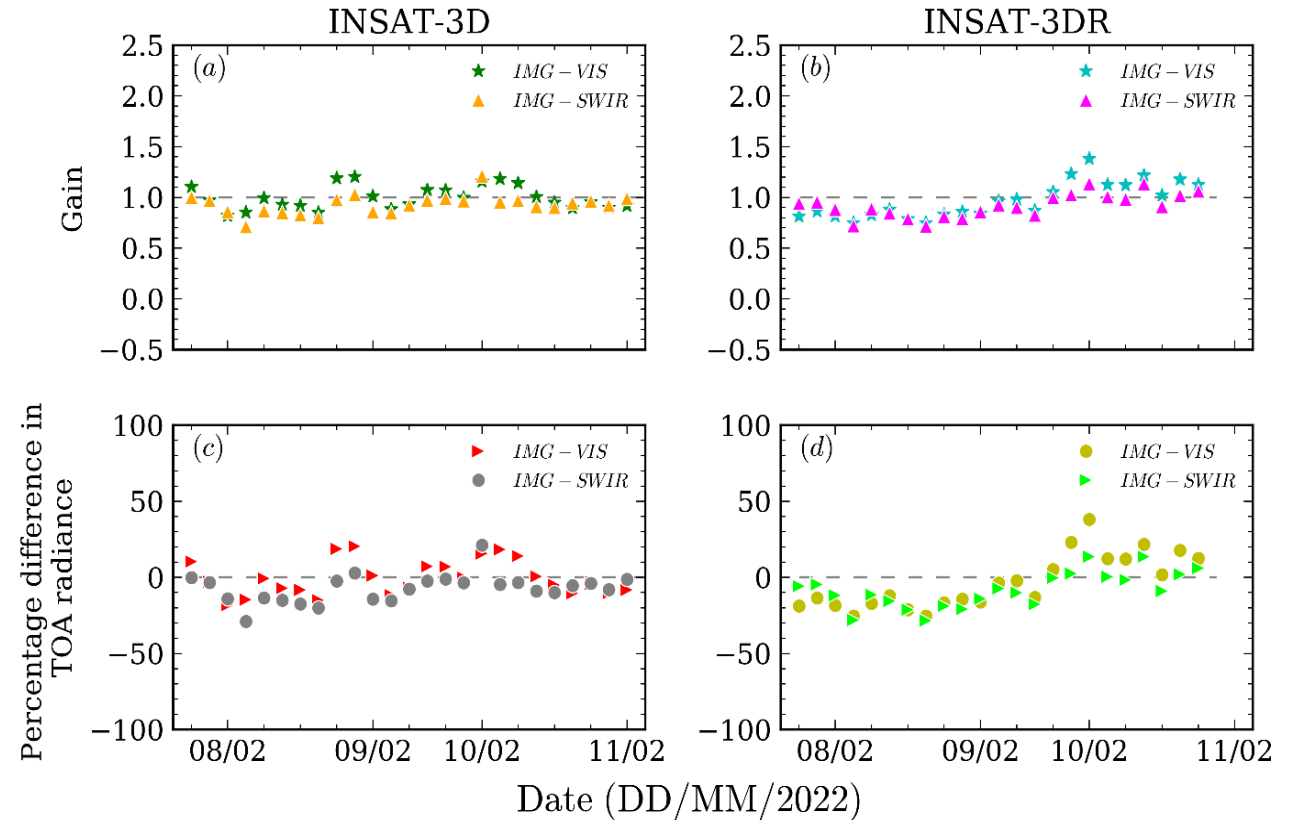 INSAT-3D
INSAT-3DR
2.5
2.0
1.5
1.0
0.5
0.0
−0.5
Gain
(a)
IMG − VIS
IMG − SWIR
2.5
2.0
1.5
1.0
0.5
0.0
−0.5
(b)
IMG − VIS
IMG − SWIR
100
50
0
−50
−100
Percentage difference in
TOA radiance
(c)
IMG − VIS
IMG − SWIR
08/02
09/02
10/02
11/02
100
50
0
−50
−100
(d)
IMG − VIS
IMG − SWIR
08/02
09/02
10/02
11/02
Date (DD/MM/2022)